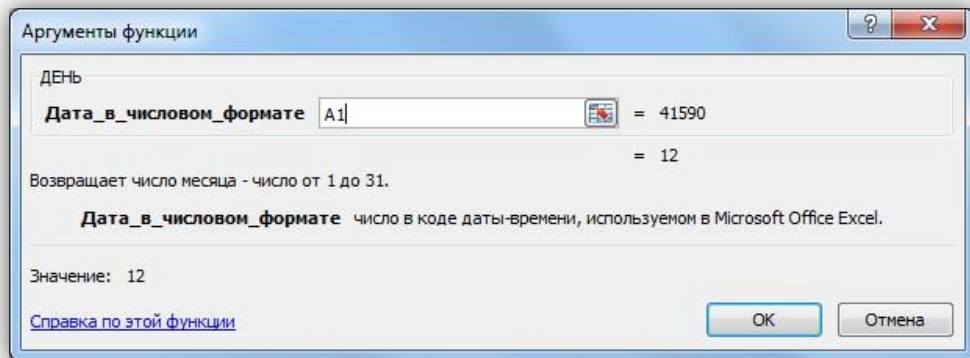 Аргументы функции
ДЕНЬ
Дата_в_числовом_формате A1 = 41590
= 12
Возвращает число месяца - число от 1 до 31.
Дата_в_числовом_формате число в коде даты-времени, используемом в Microsoft Office Excel.
Значение: 12
Справка по этой функции
ОК
Отмена